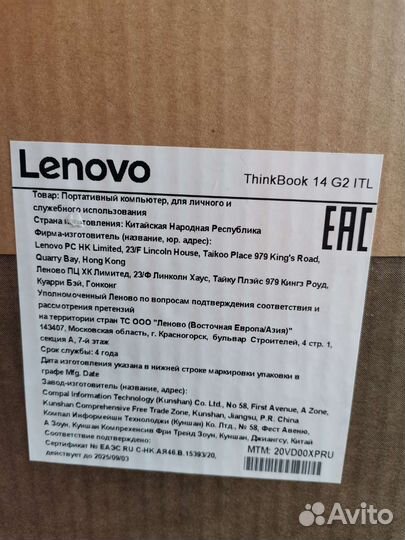 Lenovo
ThinkBook 14 G2 ITL
Товар: Портативный компьютер, для личного и
служебного использования
Страна изготовления: Китайская Народная Республика
Фирма-изготовитель (название, юр. адрес):
Lenovo PC HK Limited, 23/F Lincoln House, Taikoo Place 979 King's Road,
Quarry Bay, Hong Kong
Леново ПЦ ХК Лимитед, 23/Ф Линколн Хаус, Тайку Плэйс 979 Кингз Роуд,
Куарри Бэй, Гонконг
Уполномоченный Леново по вопросам подтверждения соответствия и
рассмотрения претензий
на территории стран ТС ООО "Леново (Восточная Европа/Азия)"
143407, Московская область, г. Красногорск, бульвар Строителей, 4 стр. 1,
секция А, 7-й этаж
Срок службы: 4 года
Дата изготовления указана в нижней строке маркировки упаковки в
графе Mfg. Date
Завод-изготовитель (название, адрес):
Compal Information Technology (Kunshan) Co. Ltd., No 58, First Avenue, A Zone,
Kunshan Comprehensive Free Trade Zone, Kunshan, Jiangsu, P.R. China
Компал Информейшн Технолоджи (Куншан) Ко. Лтд., № 58, Фест Авеню,
А Зоун, Куншан Компрехенсив Фри Трейд Зоун, Куншан, Джиангсу, Китай
Соответствие подтверждено:
Сертификат № ЕАЭС RU C-HK.АЯ46.В.15393/20,
действует до 2025/09/03
EAC
MTM: 20VD00XPRU
Avito